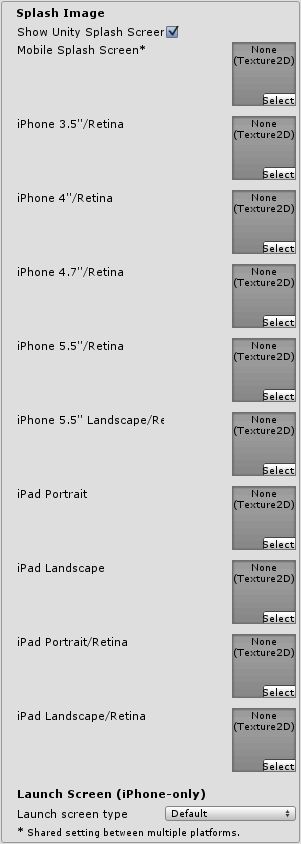 Splash Image
Show Unity Splash Screer
Mobile Splash Screen*
None
(Texture2D)
Select
iPhone 3.5"/Retina
None
(Texture2D)
Select
iPhone 4"/Retina
None
(Texture2D)
Select
iPhone 4.7"/Retina
None
(Texture2D)
Select
iPhone 5.5"/Retina
None
(Texture2D)
Select
iPhone 5.5" Landscape/Re
None
(Texture2D)
Select
iPad Portrait
None
(Texture2D)
Select
iPad Landscape
None
(Texture2D)
Select
iPad Portrait/Retina
None
(Texture2D)
Select
iPad Landscape/Retina
None
(Texture2D)
Select
Launch Screen (iPhone-only)
Launch screen type Default
* Shared setting between multiple platforms.